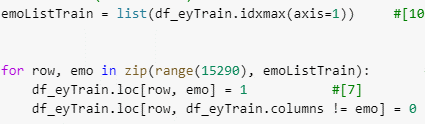 emoListTrain = list(df_eyTrain.idxmax(axis=1)) #[10
for row, emo in zip(range(15290), emoListTrain):
df_eyTrain.loc[row, emo] = 1 #[7]
df_eyTrain.loc[row, df_eyTrain.columns != emo] = 0